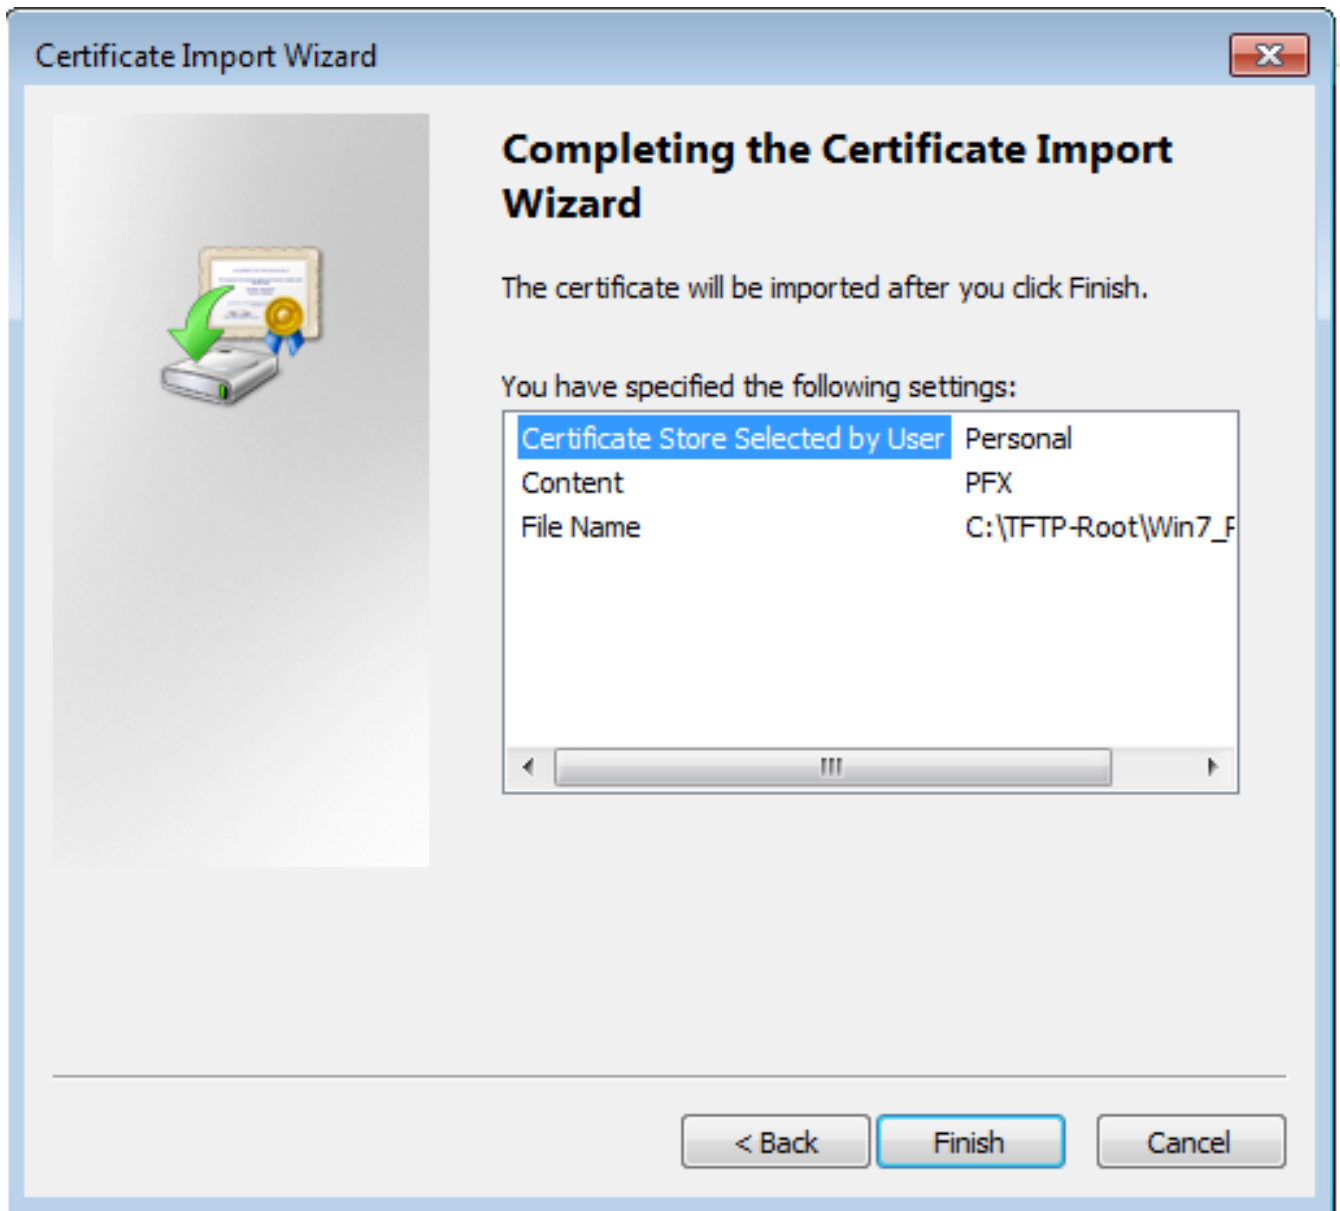 Certificate Import Wizard
Completing the Certificate Import
Wizard
The certificate will be imported after you click Finish.
You have specified the following settings:
Certificate Store Selected by User Personal
Content PFX
File Name C:\TFTP-Root\Win7_
< Back Finish Cancel